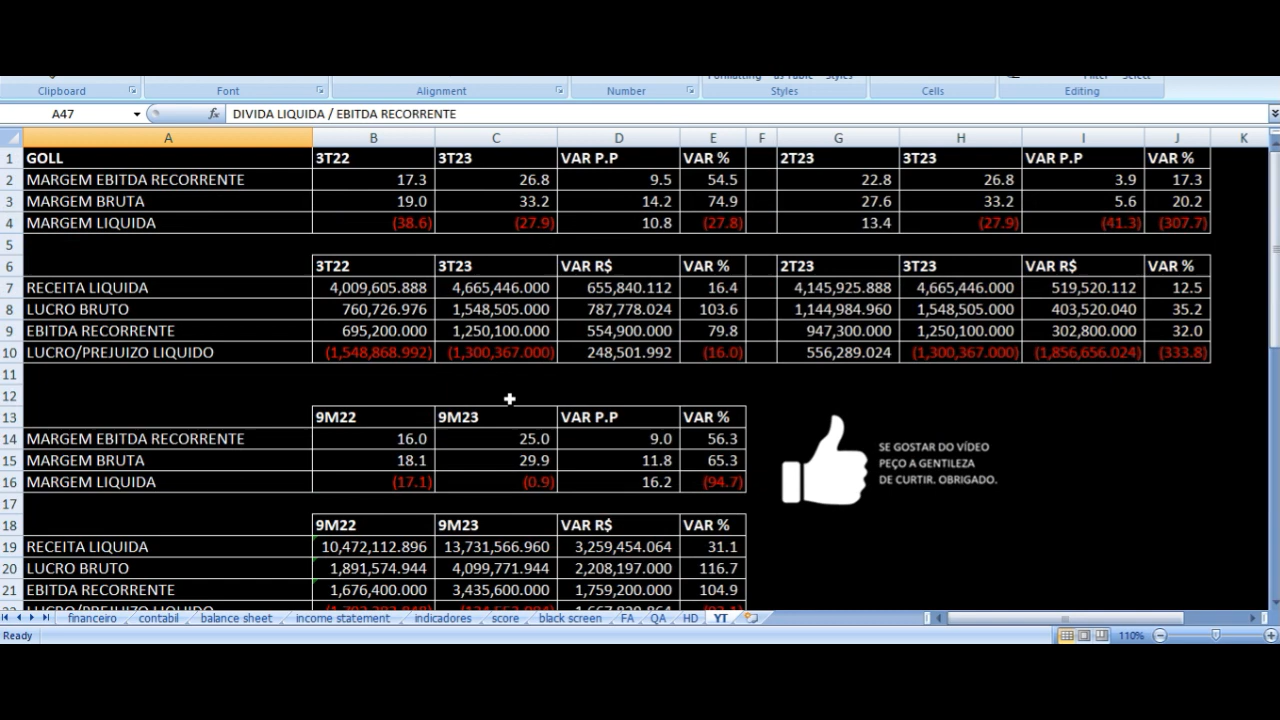 Clipboard Font Alignment Number Styles Cells Editing
A47 fx DIVIDA LIQUIDA / EBITDA RECORRENTE
A B C D E F G H I J K
1 GOLL 3T22 3T23 VAR P.P VAR % 2T23 3T23 VAR P.P VAR %
2 MARGEM EBITDA RECORRENTE 17.3 26.8 9.5 54.5 22.8 26.8 3.9 17.3
3 MARGEM BRUTA 19.0 33.2 14.2 74.9 27.6 33.2 5.6 20.2
4 MARGEM LIQUIDA (38.6) (27.9) 10.8 (27.8) 13.4 (27.9) (41.3) (307.7)
5
6 3T22 3T23 VAR R$ VAR % 2T23 3T23 VAR R$ VAR %
7 RECEITA LIQUIDA 4,009,605.888 4,665,446.000 655,840.112 16.4 4,145,925.888 4,665,446.000 519,520.112 12.5
8 LUCRO BRUTO 760,726.976 1,548,505.000 787,778.024 103.6 1,144,984.960 1,548,505.000 403,520.040 35.2
9 EBITDA RECORRENTE 695,200.000 1,250,100.000 554,900.000 79.8 947,300.000 1,250,100.000 302,800.000 32.0
10 LUCRO/PREJUIZO LIQUIDO (1,548,868.992) (1,300,367.000) 248,501.992 (16.0) 556,289.024 (1,300,367.000) (1,856,656.024) (333.8)
11
12
13 9M22 9M23 VAR P.P VAR %
14 MARGEM EBITDA RECORRENTE 16.0 25.0 9.0 56.3
15 MARGEM BRUTA 18.1 29.9 11.8 65.3
16 MARGEM LIQUIDA (17.1) (0.9) 16.2 (94.7)
SE GOSTAR DO VÍDEO
PEÇO A GENTILEZA
DE CURTIR. OBRIGADO.
17
18 9M22 9M23 VAR R$ VAR %
19 RECEITA LIQUIDA 10,472,112.896 13,731,566.960 3,259,454.064 31.1
20 LUCRO BRUTO 1,891,574.944 4,099,771.944 2,208,197.000 116.7
21 EBITDA RECORRENTE 1,676,400.000 3,435,600.000 1,759,200.000 104.9
LUCRO/PREJUIZO LIQUIDO
financeiro contabil balance sheet income statement indicadores score black screen FA QA HD YT
Ready 110%